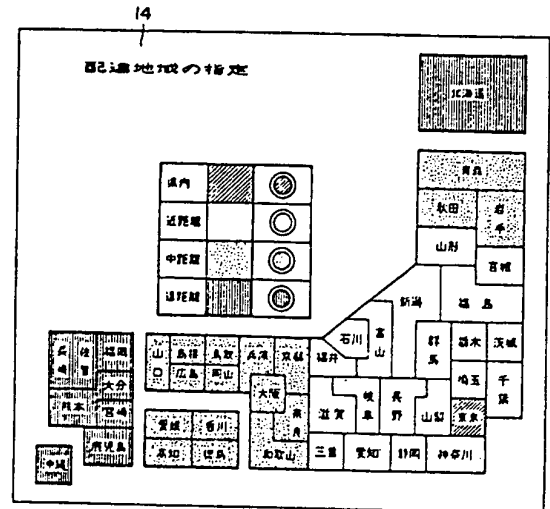 14
配達地域の指定
北海道
県内
近距離
中距離
遠距離
青森
秋田
岩手
山形
宮城
新潟
福島
石川
富山
群馬
栃木
茨城
福井
埼玉
千葉
長崎
佐賀
福岡
大分
熊本
宮崎
鹿児島
沖縄
山口
島根
鳥取
兵庫
京都
広島
岡山
大阪
奈良
和歌山
滋賀
岐阜
長野
山梨
東京
愛媛
香川
高知
徳島
三重
愛知
静岡
神奈川